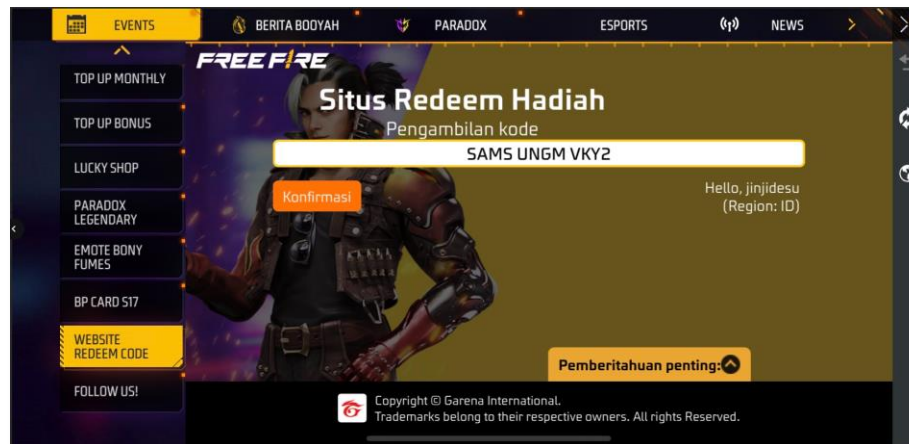 EVENTS
BERITA BOOYAH
PARADOX
ESPORTS
NEWS
TOP UP MONTHLY
TOP UP BONUS
LUCKY SHOP
PARADOX
LEGENDARY
EMOTE BONY
FUMES
BP CARD S17
WEBSITE
REDEEM CODE
FOLLOW US!
FREE FIRE
Situs Redeem Hadiah
Pengambilan kode
SAMS UNGM VKY2
Konfirmasi
Hello, jinjidesu
(Region: ID)
Pemberitahuan penting:
Copyright © Garena International.
Trademarks belong to their respective owners. All rights Reserved.